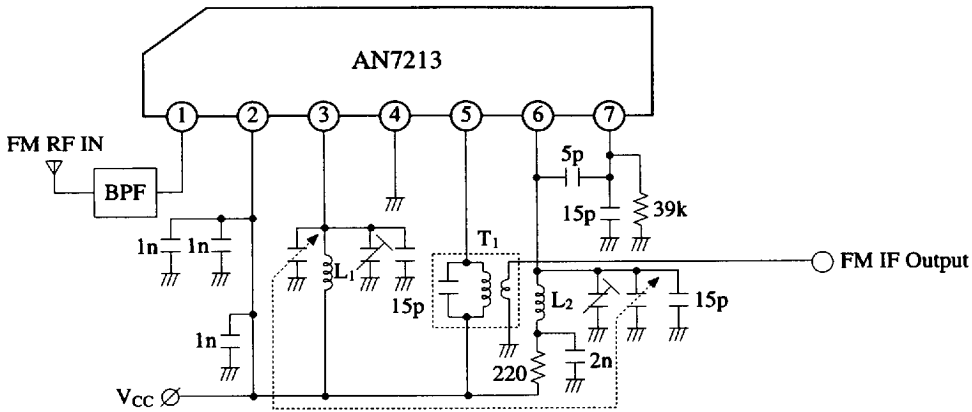 AN7213
1 2 3 4 5 6 7
FM RF IN
BPF
5p
15p
39k
1n
1n
L1
T1
FM IF Output
15p
L2
15p
1n
220
2n
VCC